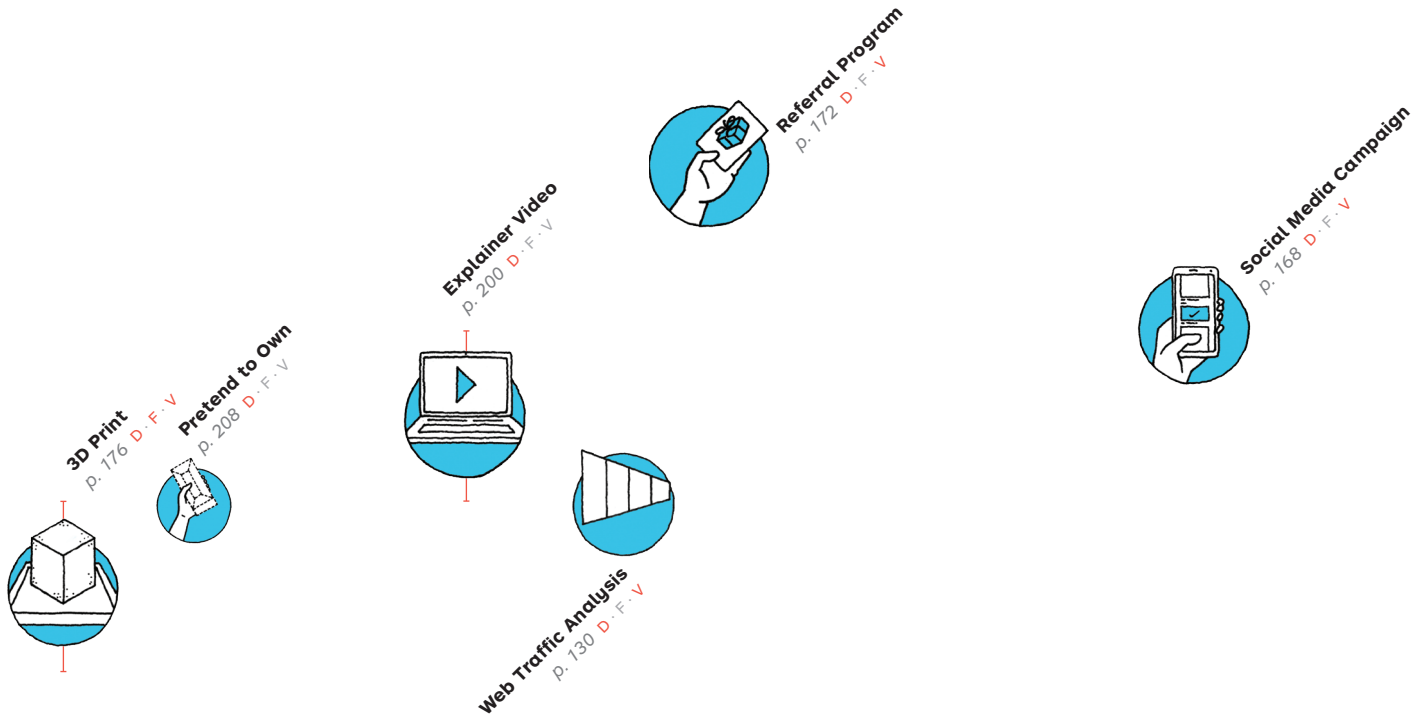 Referral Program
p. 172 D · F · V
Social Media Campaign
p. 168 D · F · V
Explainer Video
p. 200 D · F · V
Pretend to Own
p. 208 D · F · V
3D Print
p. 176 D · F · V
Web Traffic Analysis
p. 130 D · F · V